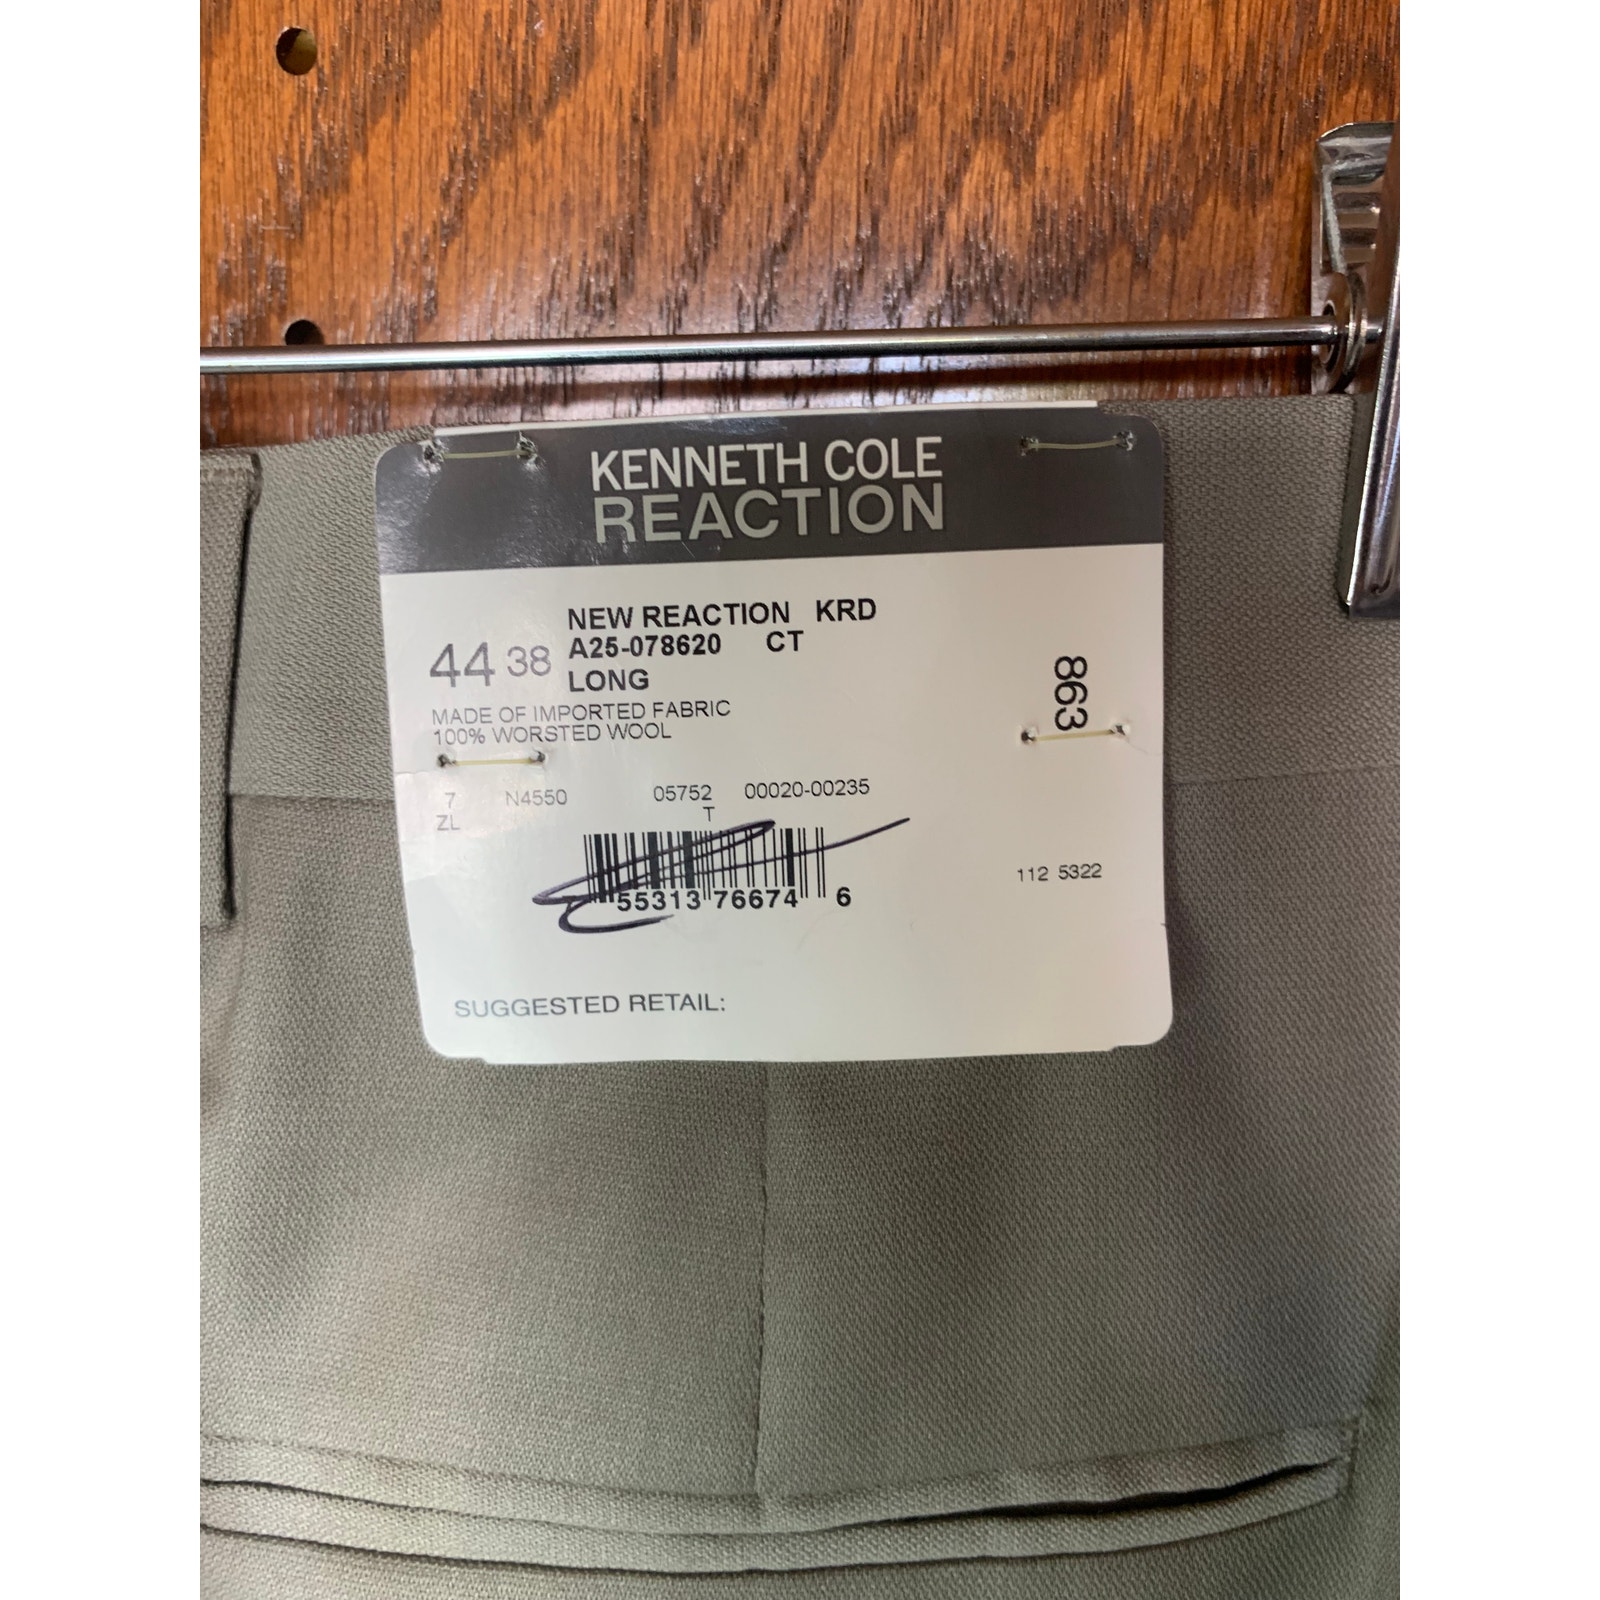 KENNETH COLE
REACTION
NEW REACTION KRD
44 38 A25-078620 CT
LONG
863
MADE OF IMPORTED FABRIC
100% WORSTED WOOL
7 N4550 05752 00020-00235
ZL T
55313 76674 6
112 5322
SUGGESTED RETAIL: